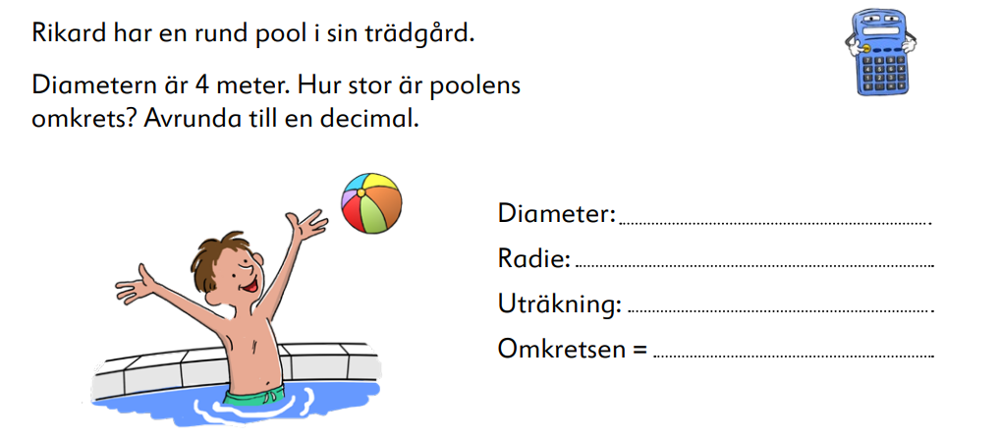 Rikard har en rund pool i sin trädgård.
Diametern är 4 meter. Hur stor är poolens
omkrets? Avrunda till en decimal.
Diameter:
Radie:
Uträkning:
Omkretsen =